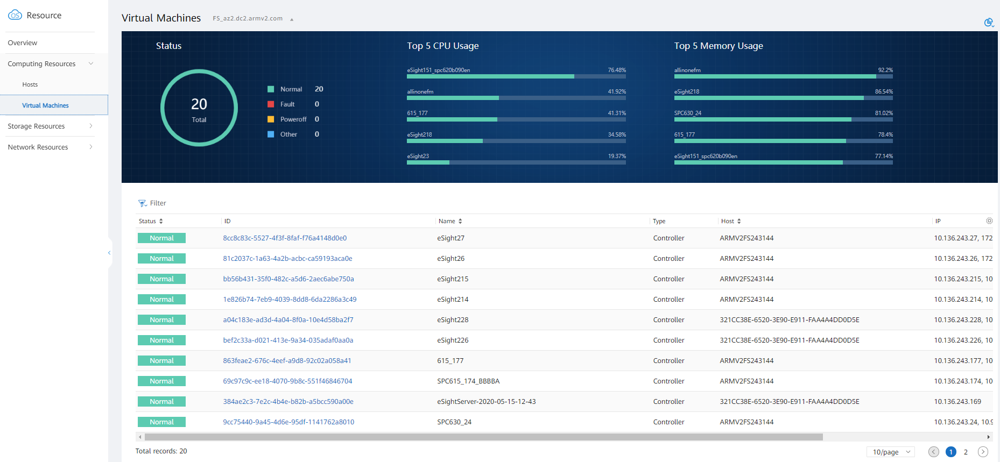 OS Resource
Overview
Computing Resources
Hosts
Virtual Machines
Storage Resources
Network Resources
Virtual Machines FS_az2.dc2.armv2.com
Status
20
Total
Normal 20
Fault 0
Poweroff 0
Other 0
Top 5 CPU Usage
eSight151_spc620b090en 76.48%
allinonefm 41.92%
615_177 41.31%
eSight218 34.58%
eSight23 19.37%
Top 5 Memory Usage
allinonefm 92.2%
eSight218 86.54%
SPC630_24 81.02%
615_177 78.4%
eSight151_spc620b090en 77.14%
Filter
Status ID Name Type Host IP
Normal 8cc8c83c-5527-4f3f-8faf-f76a4148d0e0 eSight27 Controller ARMV2FS243144 10.136.243.27, 172
Normal 81c2037c-1a63-4a2b-acbc-ca59193aca0e eSight26 Controller ARMV2FS243144 10.136.243.26, 172
Normal bb56b431-35f0-482c-a5d6-2aec6abe750a eSight215 Controller ARMV2FS243144 10.136.243.215, 10
Normal 1e826b74-7eb9-4039-8dd8-6da2286a3c49 eSight214 Controller ARMV2FS243144 10.136.243.214, 10
Normal a04c183e-ad3d-4a04-8f0a-10e4d58ba2f7 eSight228 Controller 321CC38E-6520-3E90-E911-FAA4A4DD0D5E 10.136.243.228, 10
Normal bef2c33a-d021-413e-9a34-035adaf0aa0a eSight226 Controller 321CC38E-6520-3E90-E911-FAA4A4DD0D5E 10.136.243.226, 10
Normal 863feae2-676c-4eef-a9d8-92c02a058a41 615_177 Controller ARMV2FS243144 10.136.243.177, 10
Normal 69c97c9c-ee18-4070-9b8c-551f46846704 SPC615_174_BBBBA Controller ARMV2FS243144 10.136.243.174, 10
Normal 384ae2c3-7e2c-4b4e-b82b-a5bcc590a00e eSightServer-2020-05-15-12-43 Controller 321CC38E-6520-3E90-E911-FAA4A4DD0D5E 10.136.243.169
Normal 9cc75440-9a45-4d6e-95df-1141762a8010 SPC630_24 Controller ARMV2FS243144 10.136.243.24, 10.9
Total records: 20 10/page 1 2